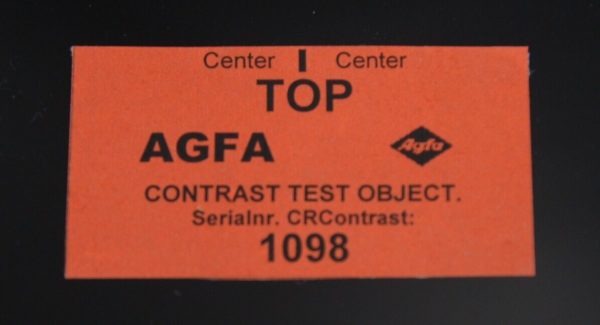 Center Center
TOP
AGFA Agfa
CONTRAST TEST OBJECT.
Serialnr. CRContrast:
1098